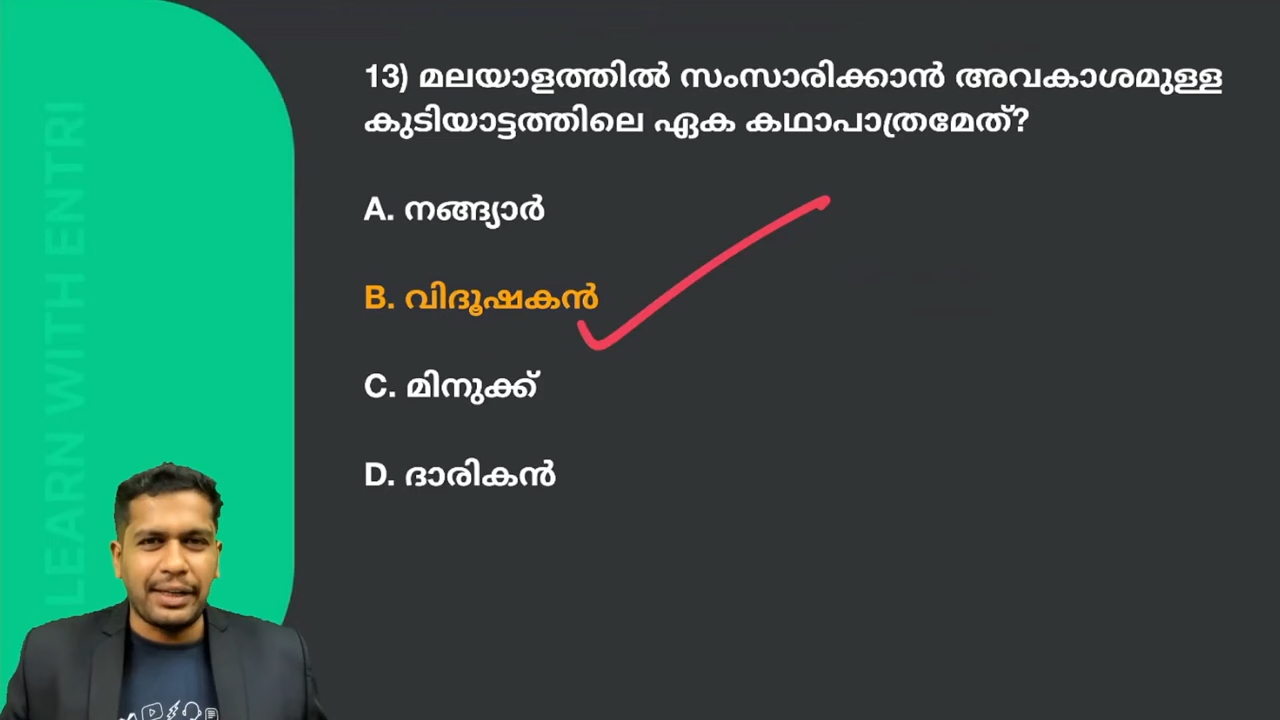 LEARN WITH ENTRI
13) മലയാളത്തിൽ സംസാരിക്കാൻ അവകാശമുള്ള
കുടിയാട്ടത്തിലെ ഏക കഥാപാത്രമേത്?
A. നങ്ങ്യാർ
B. വിദൂഷകൻ
C. മിനുക്ക്
D. ദാരികൻ